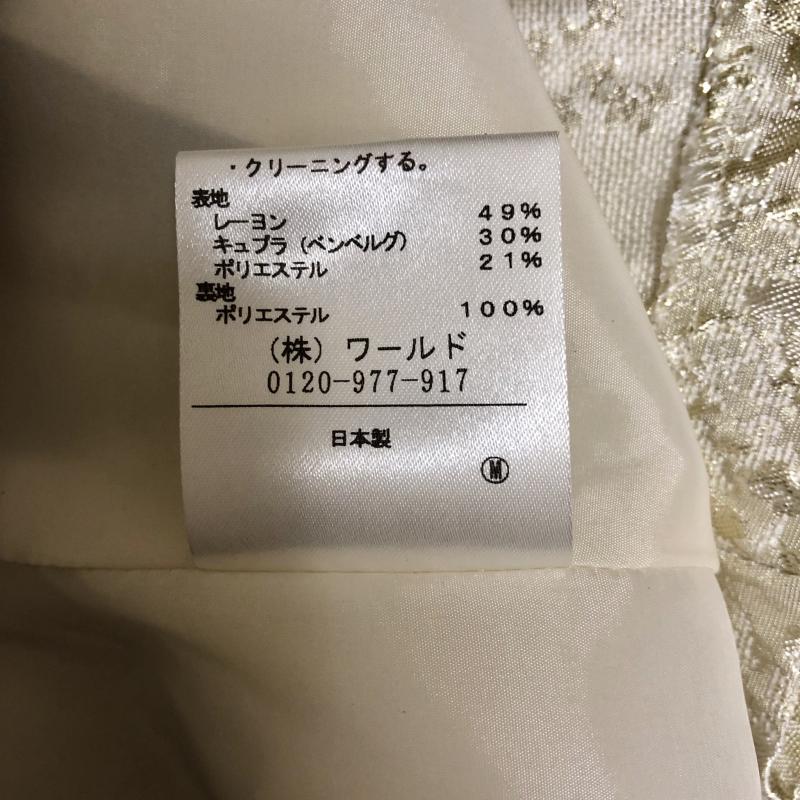 ・クリーニングする。
表地
レーヨン 49%
キュプラ (ベンベルグ) 30%
ポリエステル 21%
裏地
ポリエステル 100%
(株) ワールド
0120-977-917
日本製
Ⓜ